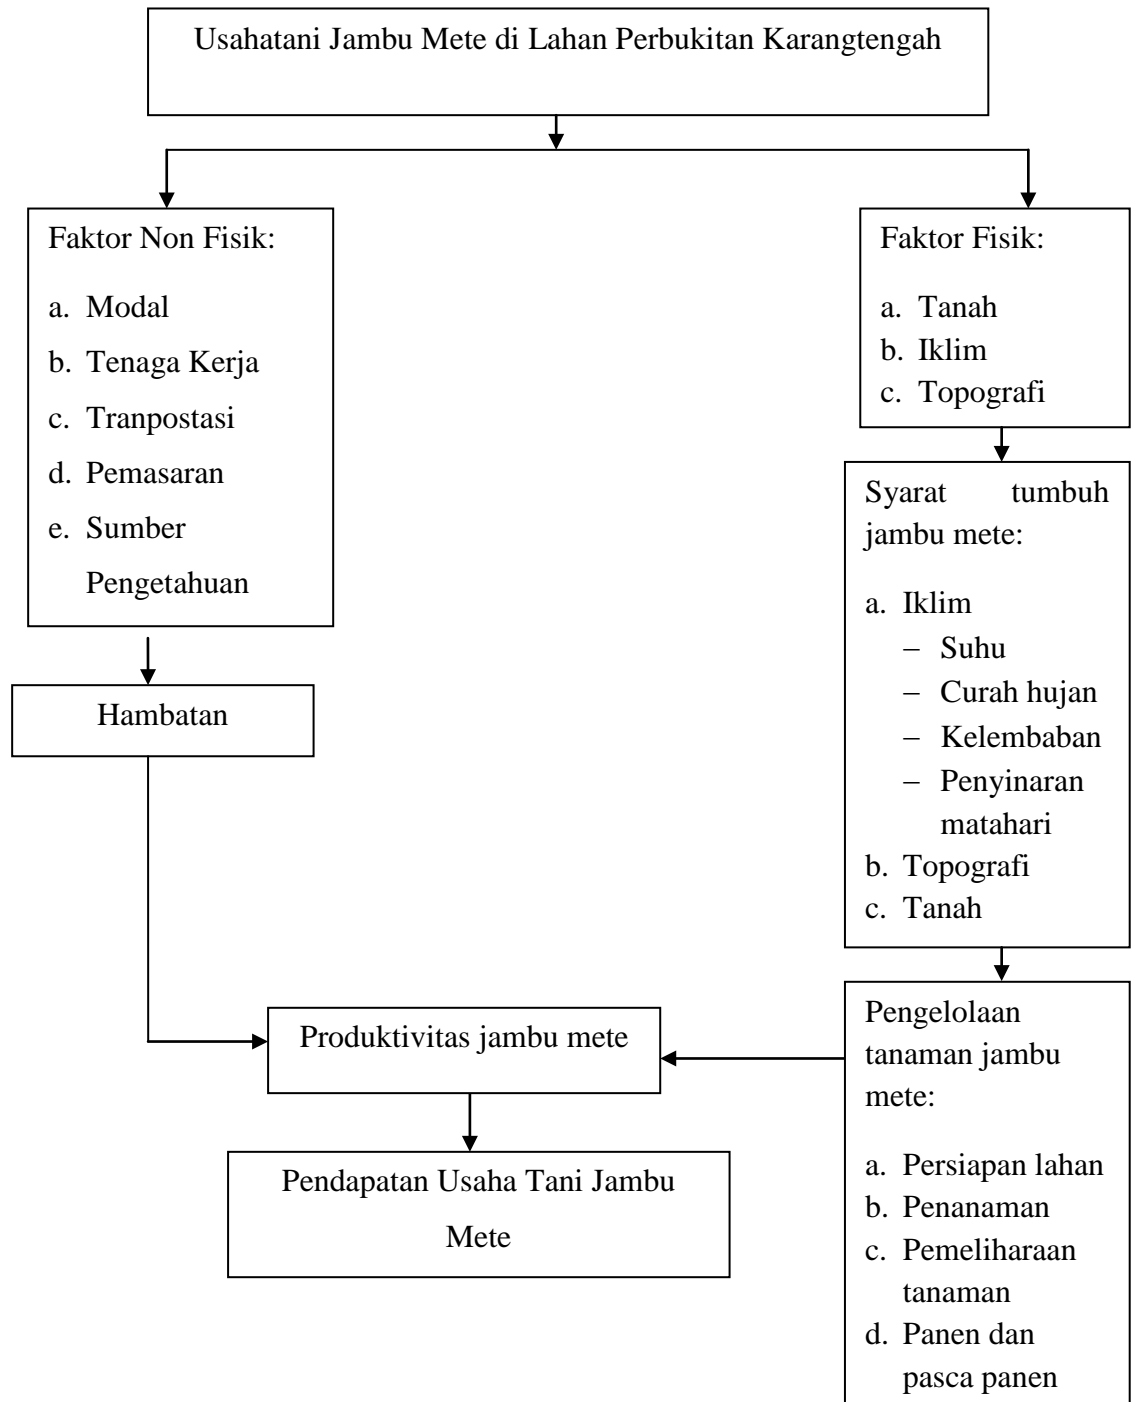 Usahatani Jambu Mete di Lahan Perbukitan Karangtengah
Faktor Non Fisik:
a. Modal
b. Tenaga Kerja
c. Tranpostasi
d. Pemasaran
e. Sumber
Pengetahuan
Hambatan
Faktor Fisik:
a. Tanah
b. Iklim
c. Topografi
Syarat tumbuh
jambu mete:
a. Iklim
– Suhu
– Curah hujan
– Kelembaban
– Penyinaran
matahari
b. Topografi
c. Tanah
Pengelolaan
tanaman jambu
mete:
a. Persiapan lahan
b. Penanaman
c. Pemeliharaan
tanaman
d. Panen dan
pasca panen
Produktivitas jambu mete
Pendapatan Usaha Tani Jambu
Mete